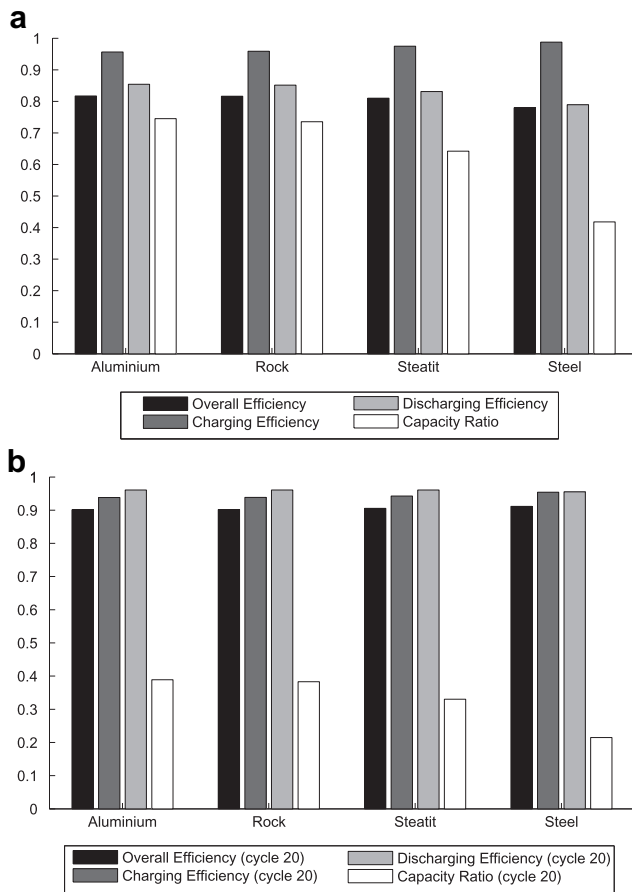 a
1
0.9
0.8
0.7
0.6
0.5
0.4
0.3
0.2
0.1
0
Aluminium Rock Steatit Steel
Overall Efficiency Discharging Efficiency
Charging Efficiency Capacity Ratio
b
1
0.9
0.8
0.7
0.6
0.5
0.4
0.3
0.2
0.1
0
Aluminium Rock Steatit Steel
Overall Efficiency (cycle 20) Discharging Efficiency (cycle 20)
Charging Efficiency (cycle 20) Capacity Ratio (cycle 20)